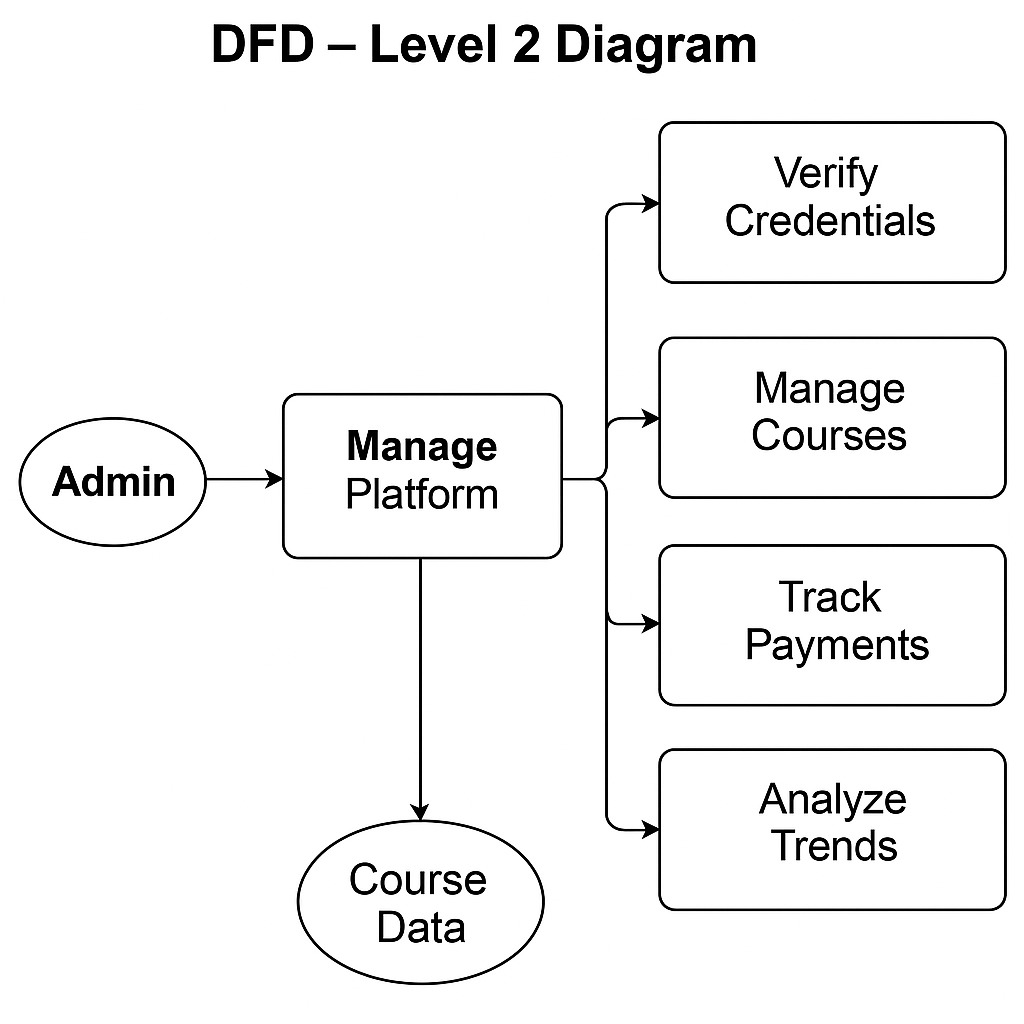 DFD – Level 2 Diagram
Verify
Credentials
Manage
Courses
Admin
Manage
Platform
Track
Payments
Analyze
Trends
Course
Data